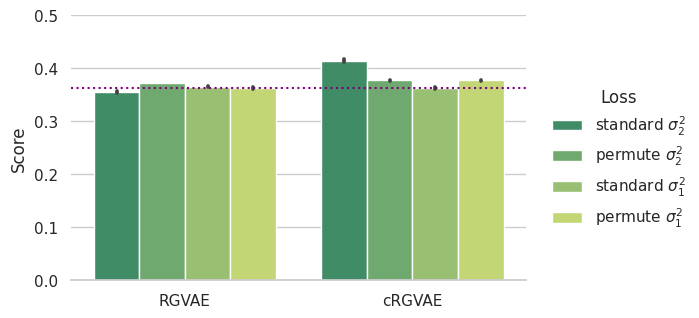 0.5
0.4
0.3
0.2
0.1
0.0
Score
RGVAE
cRGVAE
Loss
standard σ₂²
permute σ₂²
standard σ₁²
permute σ₁²